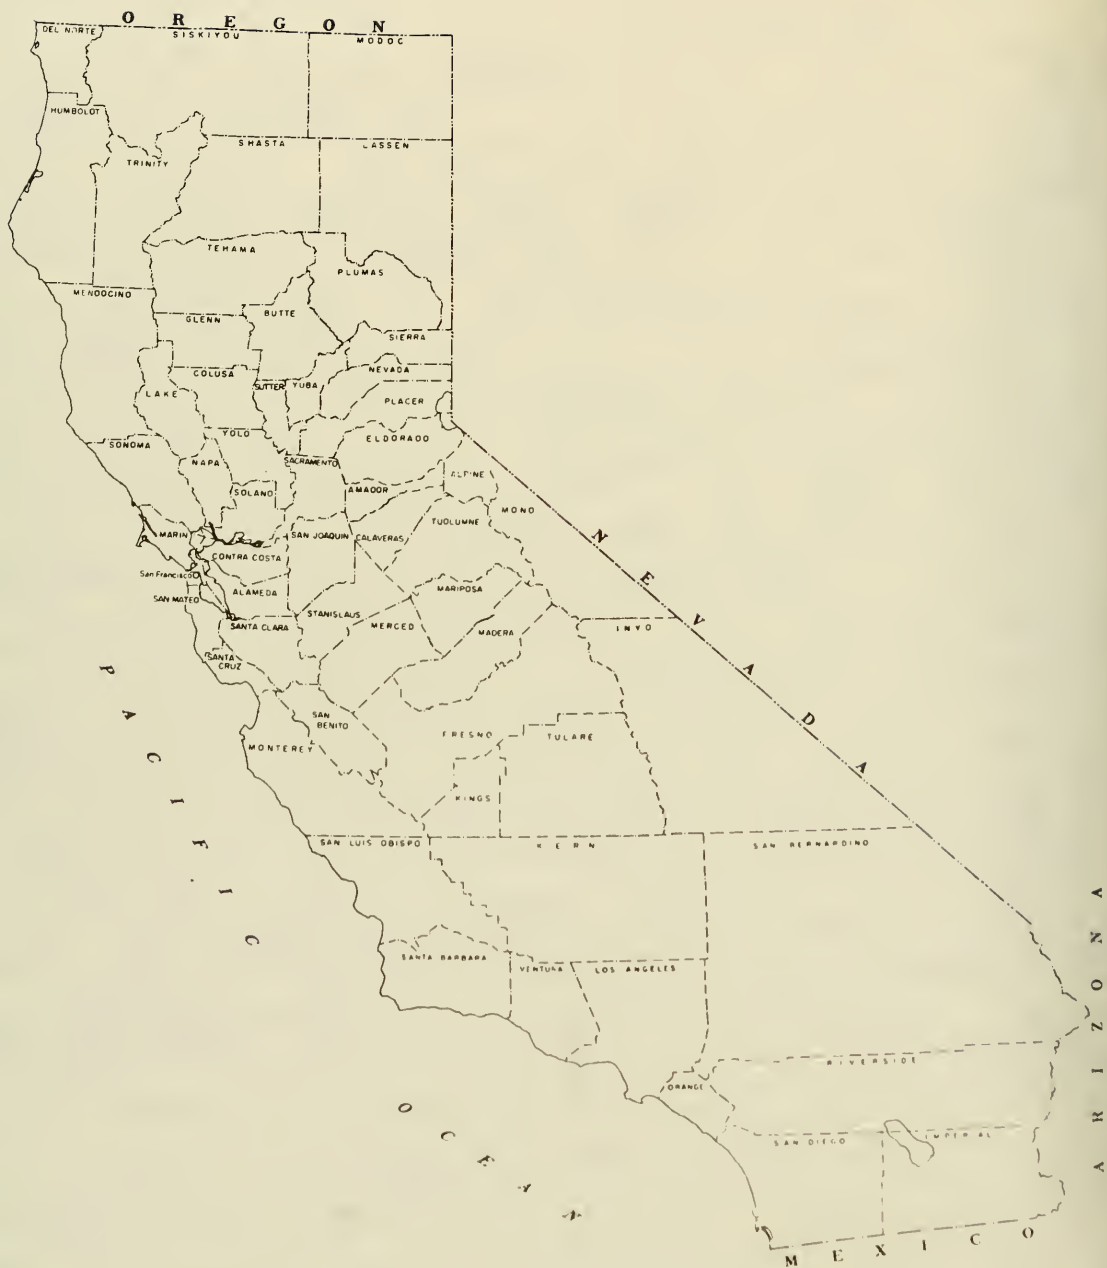 OREGON
DEL NORTE
SISKIYOU
MODOC
HUMBOLDT
TRINITY
SHASTA
LASSEN
TEHAMA
PLUMAS
MENDOCINO
GLENN
BUTTE
SIERRA
COLUSA
NEVADA
LAKE
SUTTER
YUBA
PLACER
SONOMA
YOLO
ELDORADO
NAPA
SACRAMENTO
ALPINE
SOLANO
AMADOR
MONO
MARIN
SAN JOAQUIN
CALAVERAS
TUOLUMNE
CONTRA COSTA
San Francisco
ALAMEDA
MARIPOSA
SAN MATEO
STANISLAUS
SANTA CLARA
MERCED
MADERA
INYO
SANTA
CRUZ
SAN
BENITO
FRESNO
TULARE
MONTEREY
KINGS
SAN LUIS OBISPO
KERN
SAN BERNARDINO
SANTA BARBARA
VENTURA
LOS ANGELES
RIVERSIDE
ORANGE
SAN DIEGO
IMPERIAL
NEVADA
ARIZONA
PACIFIC
OCEAN
MEXICO